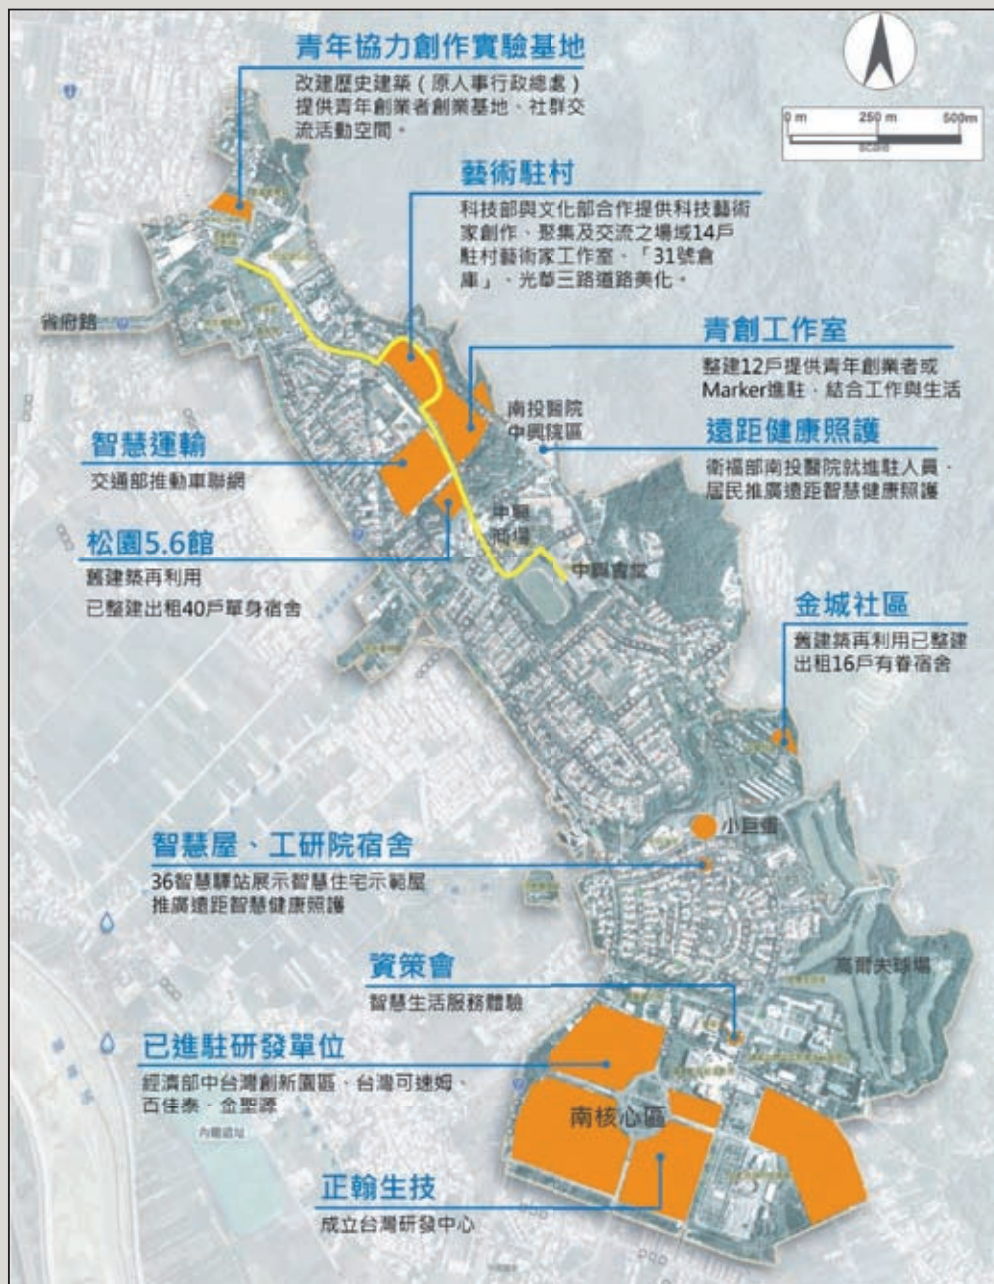 青年協力創作實驗基地
改建歷史建築（原人事行政總處）
提供青年創業者創業基地、社群交
流活動空間。
0 m 250 m 500m
scale
藝術駐村
科技部與文化部合作提供科技藝術
家創作、聚集及交流之場域14戶
駐村藝術家工作室、「31號倉
庫」、光華三路道路美化。
省府路
青創工作室
整建12戶提供青年創業者或
Marker進駐、結合工作與生活
南投醫院
中興院區
遠距健康照護
衛福部南投醫院就進駐人員、
居民推廣遠距智慧健康照護
智慧運輸
交通部推動車聯網
中興
商場
松園5.6館
舊建築再利用
已整建出租40戶單身宿舍
中興會堂
金城社區
舊建築再利用已整建
出租16戶有眷宿舍
小巨蛋
智慧屋、工研院宿舍
36智慧驛站展示智慧住宅示範屋
推廣遠距智慧健康照護
高爾夫球場
資策會
智慧生活服務體驗
已進駐研發單位
經濟部中台灣創新園區、台灣可速姆、
百佳泰、金聖源
南核心區
內轆遺址
正翰生技
成立台灣研發中心